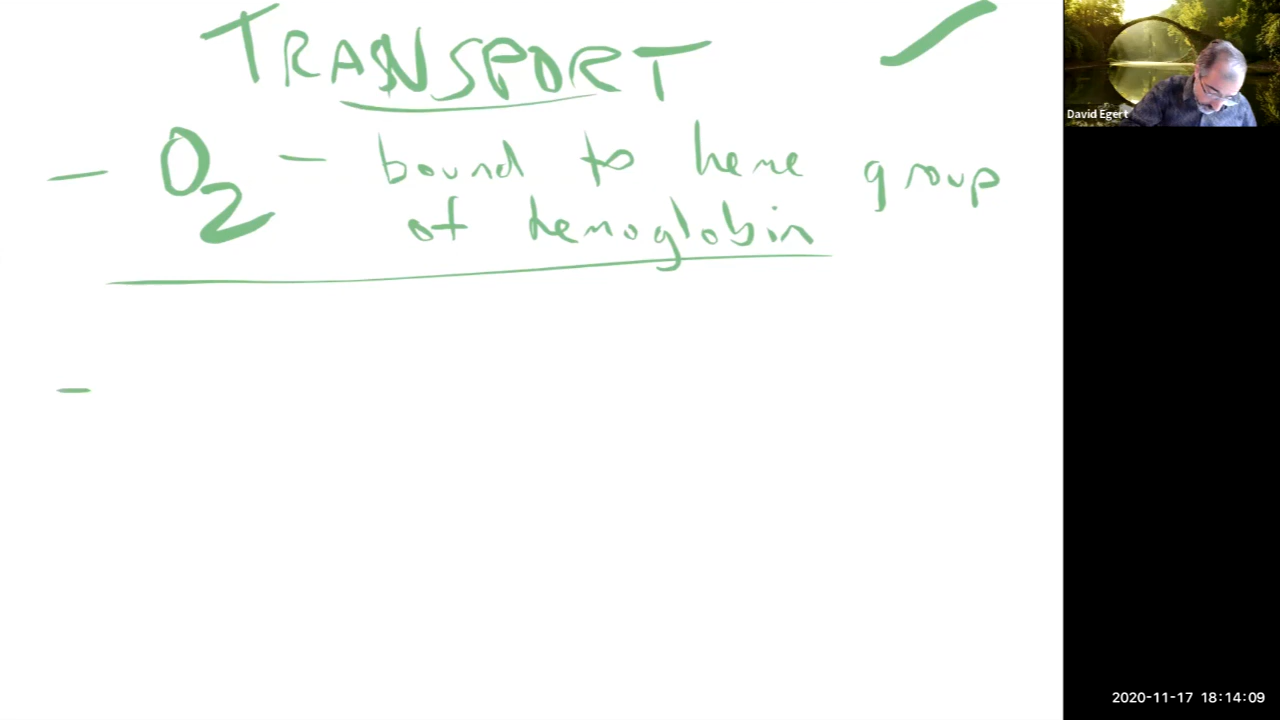 TRANSPORT
- O2 - bound to heme group
of hemoglobin
-
David Egert
2020-11-17 18:14:09